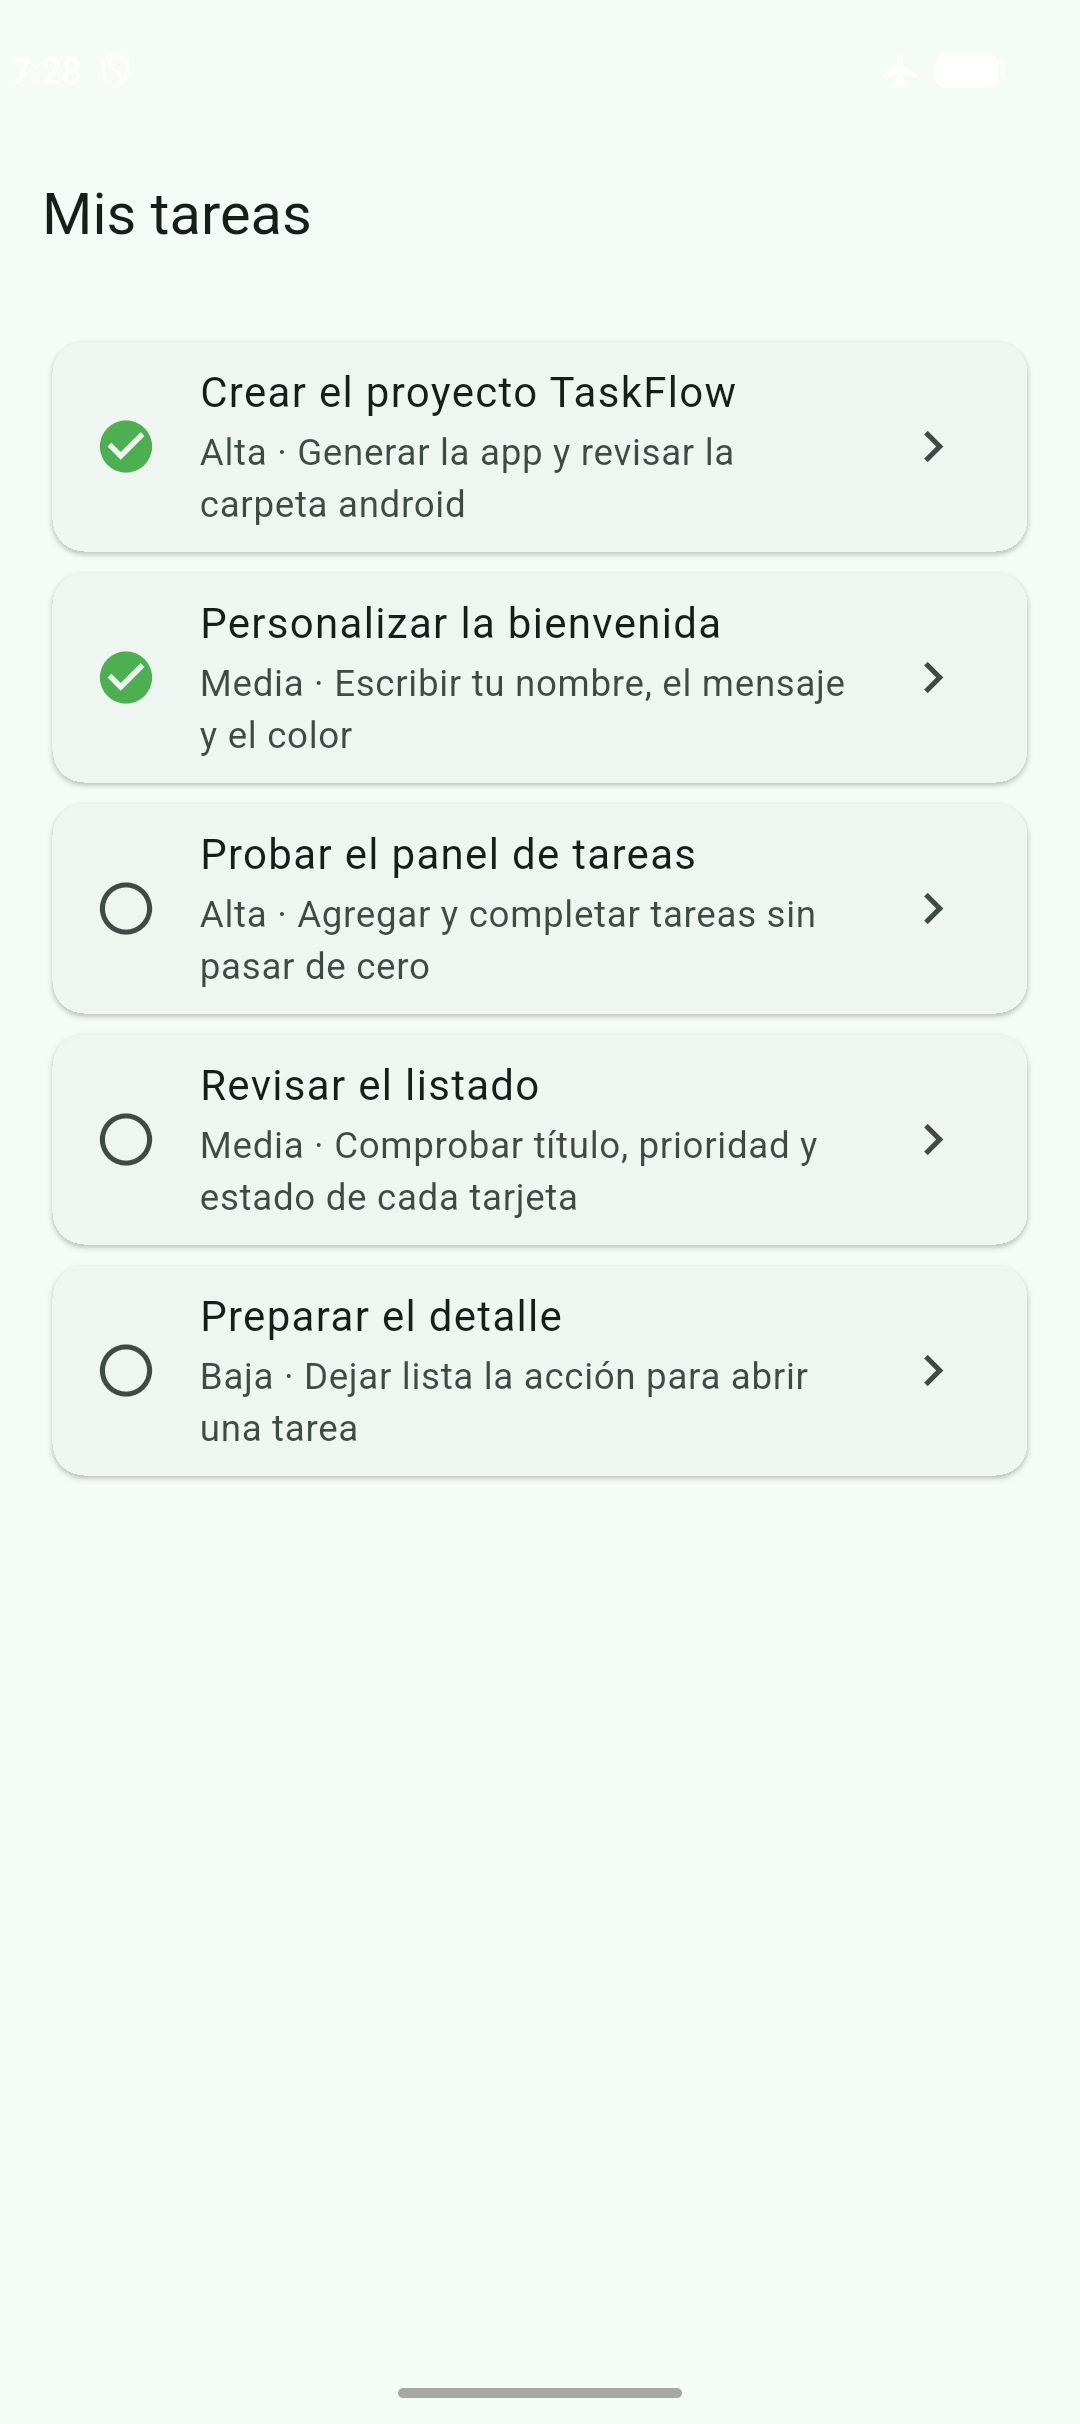 7:28
Mis tareas
Crear el proyecto TaskFlow
Alta · Generar la app y revisar la
carpeta android
Personalizar la bienvenida
Media · Escribir tu nombre, el mensaje
y el color
Probar el panel de tareas
Alta · Agregar y completar tareas sin
pasar de cero
Revisar el listado
Media · Comprobar título, prioridad y
estado de cada tarjeta
Preparar el detalle
Baja · Dejar lista la acción para abrir
una tarea